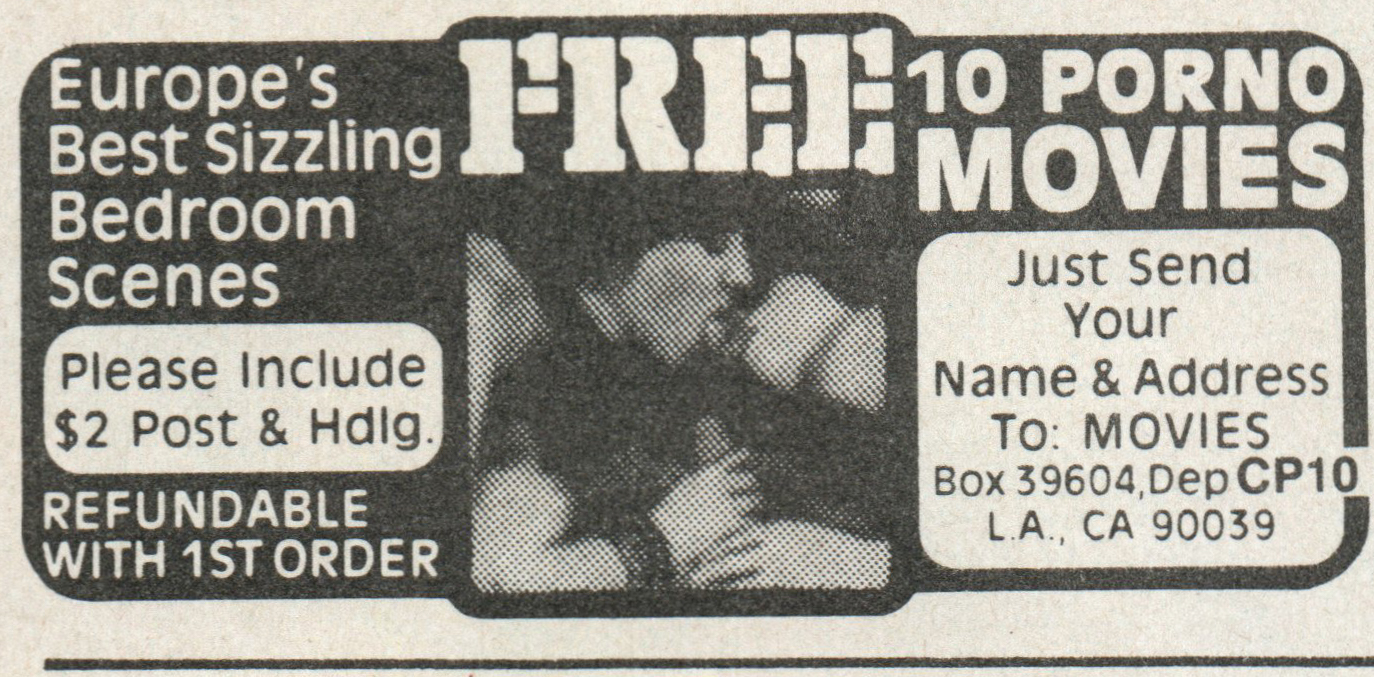 Europe's
Best Sizzling
Bedroom
Scenes
Please Include
$2 Post & Hdlg.
REFUNDABLE
WITH 1ST ORDER
FREE
10 PORNO
MOVIES
Just Send
Your
Name & Address
To: MOVIES
Box 39604, Dep CP10
L.A., CA 90039